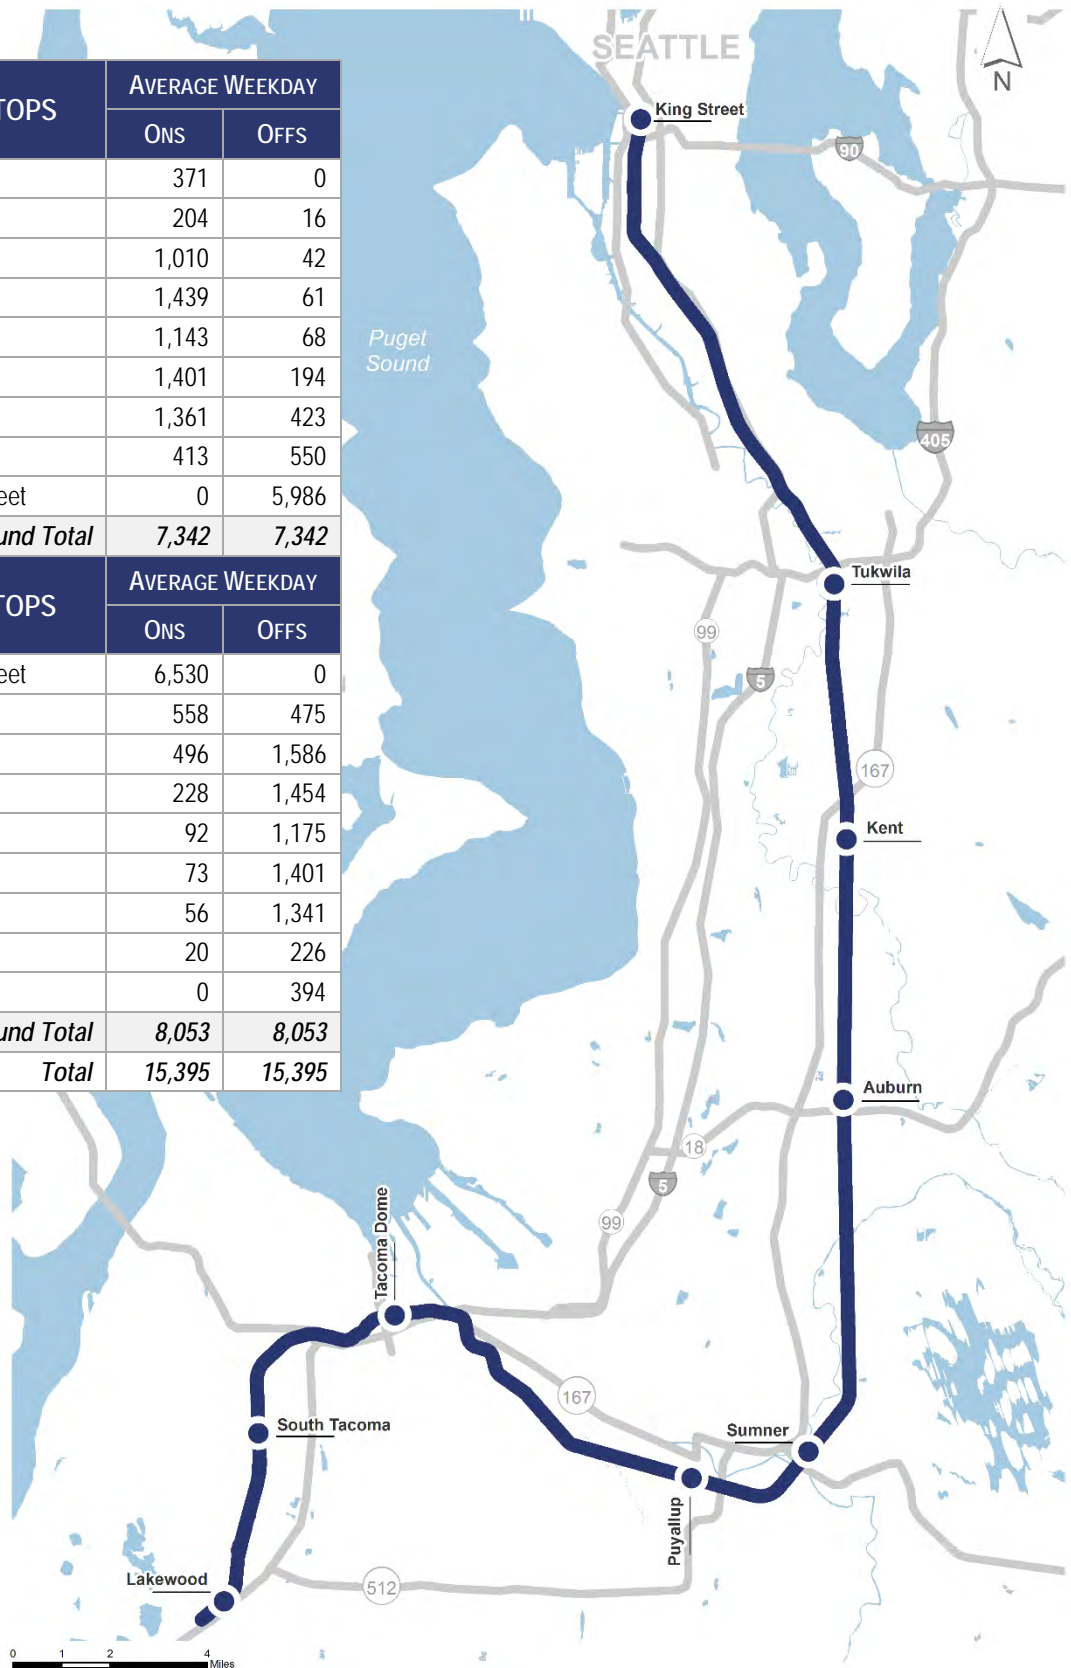 SEATTLE
N
King Street
90
TOPS AVERAGE WEEKDAY
ONS OFFS
371 0
204 16
1,010 42
1,439 61
1,143 68
1,401 194
1,361 423
413 550
eet 0 5,986
und Total 7,342 7,342
TOPS AVERAGE WEEKDAY
ONS OFFS
eet 6,530 0
558 475
496 1,586
228 1,454
92 1,175
73 1,401
56 1,341
20 226
0 394
und Total 8,053 8,053
Total 15,395 15,395
Puget
Sound
405
Tukwila
99
5
167
Kent
Auburn
18
5
99
Tacoma Dome
167
South Tacoma
Sumner
Puyallup
Lakewood
512
0 1 2 4
Miles